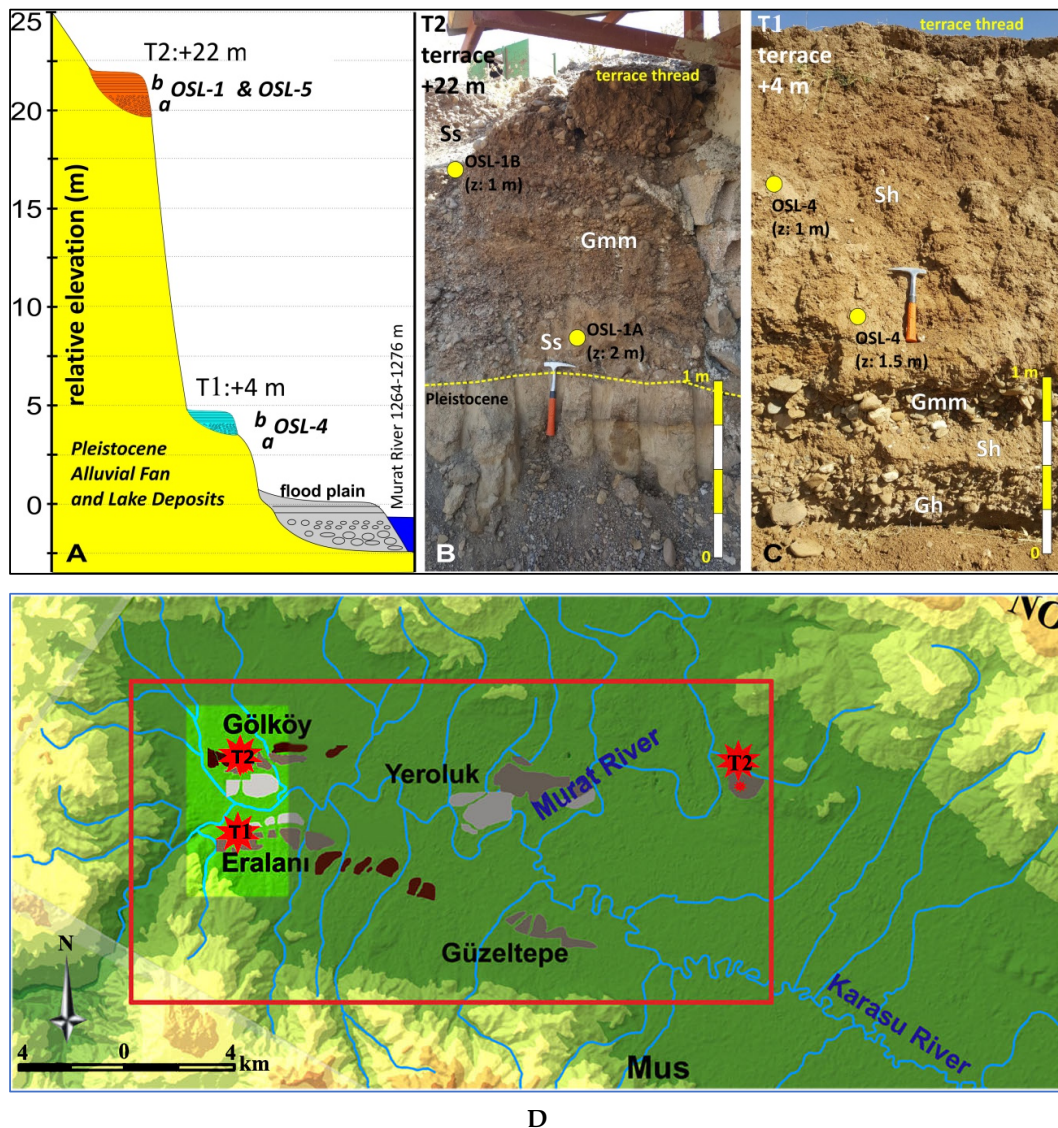 25
20
15
10
5
0
relative elevation (m)
T2:+22 m
b
a
OSL-1 & OSL-5
T1:+4 m
b
a
OSL-4
Pleistocene
Alluvial Fan
and Lake Deposits
flood plain
Murat River 1264-1276 m
A
T2
terrace
+22 m
terrace thread
Ss
OSL-1B
(z: 1 m)
Gmm
OSL-1A
(z: 2 m)
Ss
Pleistocene
1 m
0
B
T1
terrace
+4 m
terrace thread
Sh
OSL-4
(z: 1 m)
OSL-4
(z: 1.5 m)
1 m
Gmm
Sh
Gh
0
C
NO
Gölköy
T2
T2
Yeroluk
Murat River
T1
Eralanı
Güzeltepe
N
Karasu River
4 0 4
km
Mus
D